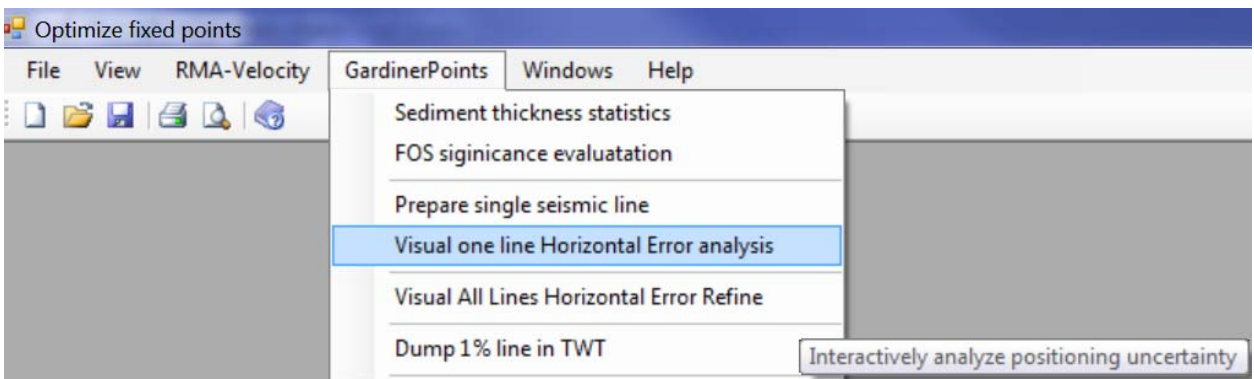 Optimize fixed points
File View RMA-Velocity GardinerPoints Windows Help
Sediment thickness statistics
FOS siginicance evaluatation
Prepare single seismic line
Visual one line Horizontal Error analysis
Visual All Lines Horizontal Error Refine
Dump 1% line in TWT
Interactively analyze positioning uncertainty